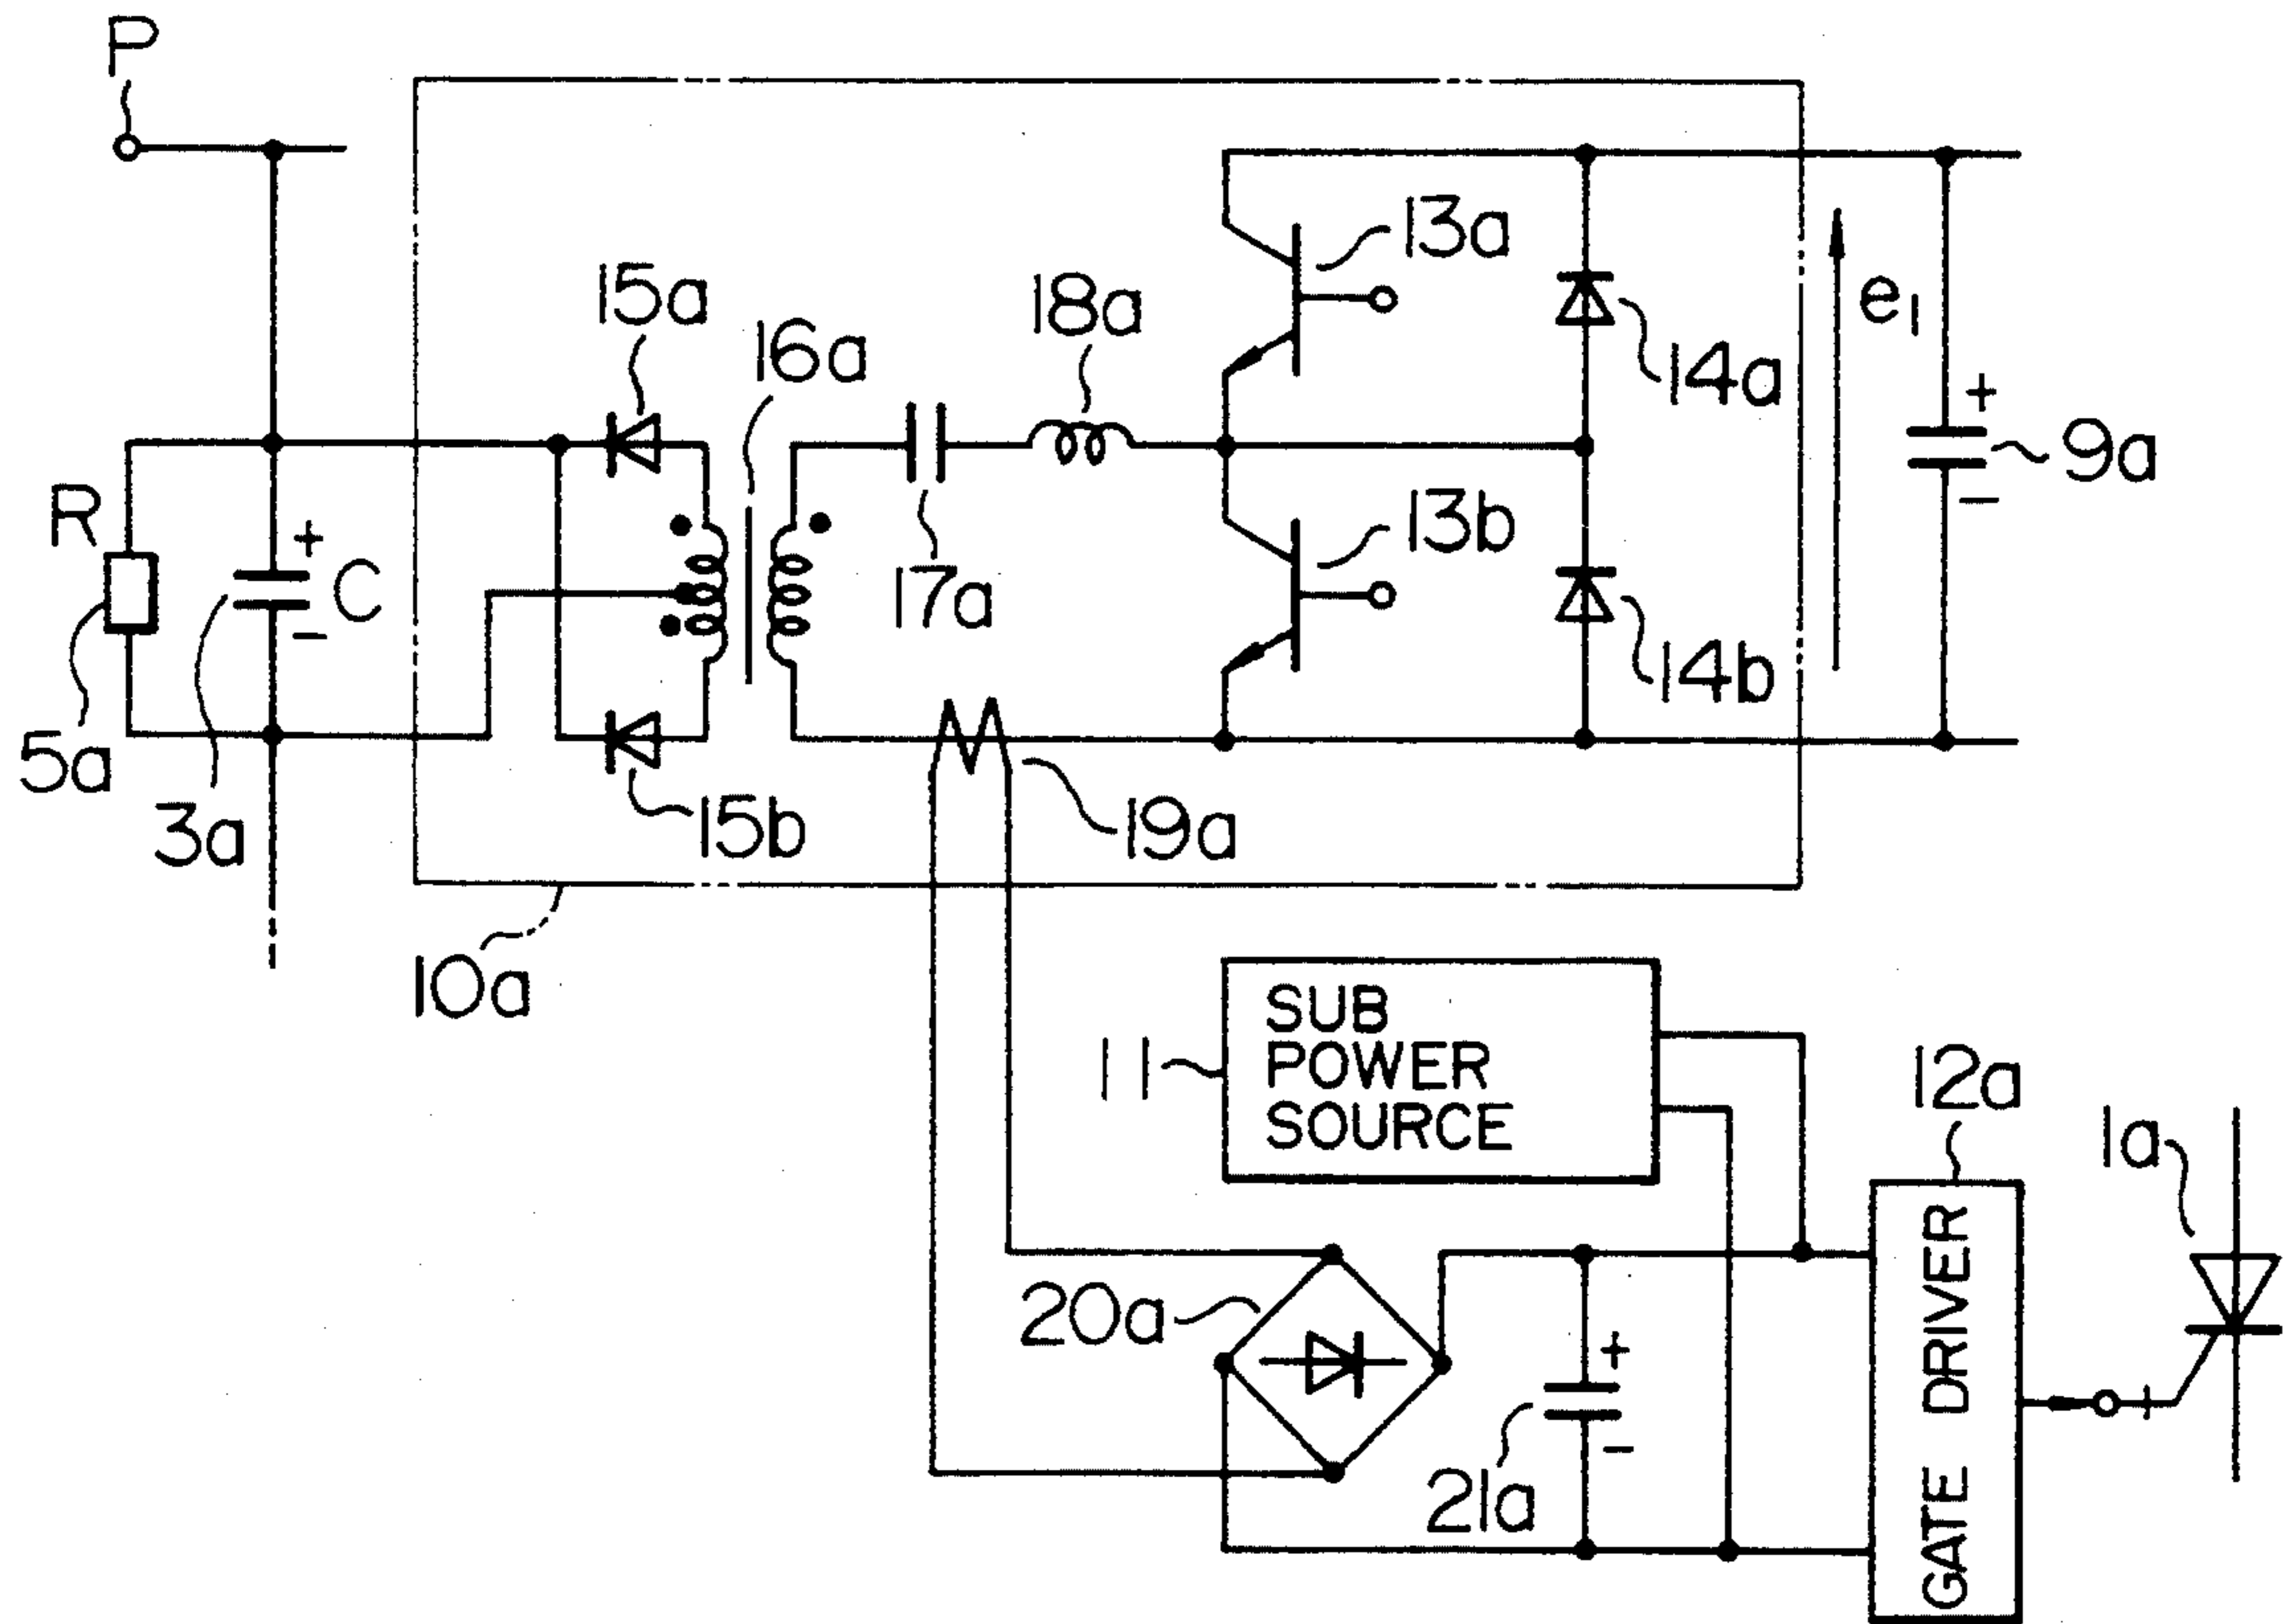 P
15a
16a
18a
13a
e1
14a
+
9a
−
R
+
C
−
17a
13b
14b
5a
3a
15b
19a
10a
11
SUB
POWER
SOURCE
12a
1a
20a
+
21a
−
GATE DRIVER